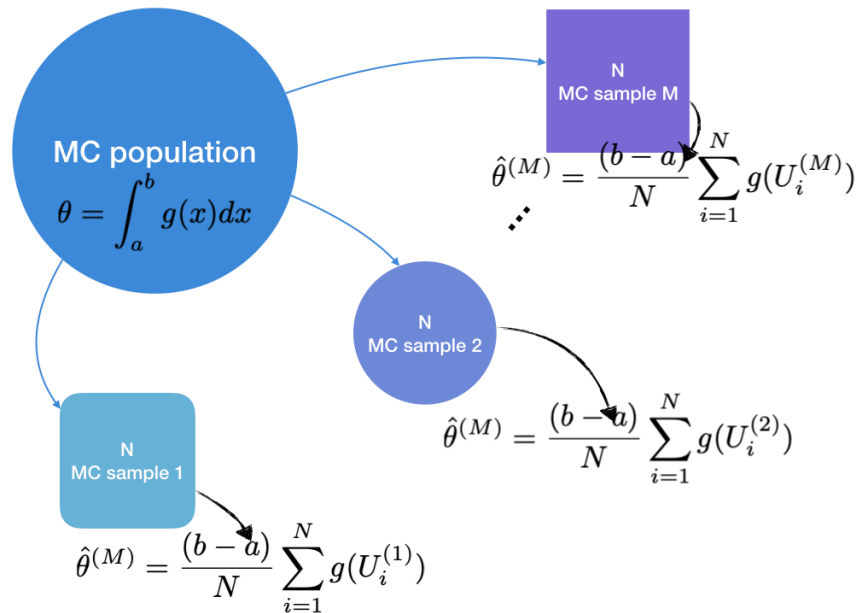 MC population
θ = ∫_a^b g(x)dx
N
MC sample M
θ̂^(M) = (b − a)/N ∑_{i=1}^N g(U_i^(M))
N
MC sample 2
θ̂^(M) = (b − a)/N ∑_{i=1}^N g(U_i^(2))
N
MC sample 1
θ̂^(M) = (b − a)/N ∑_{i=1}^N g(U_i^(1))